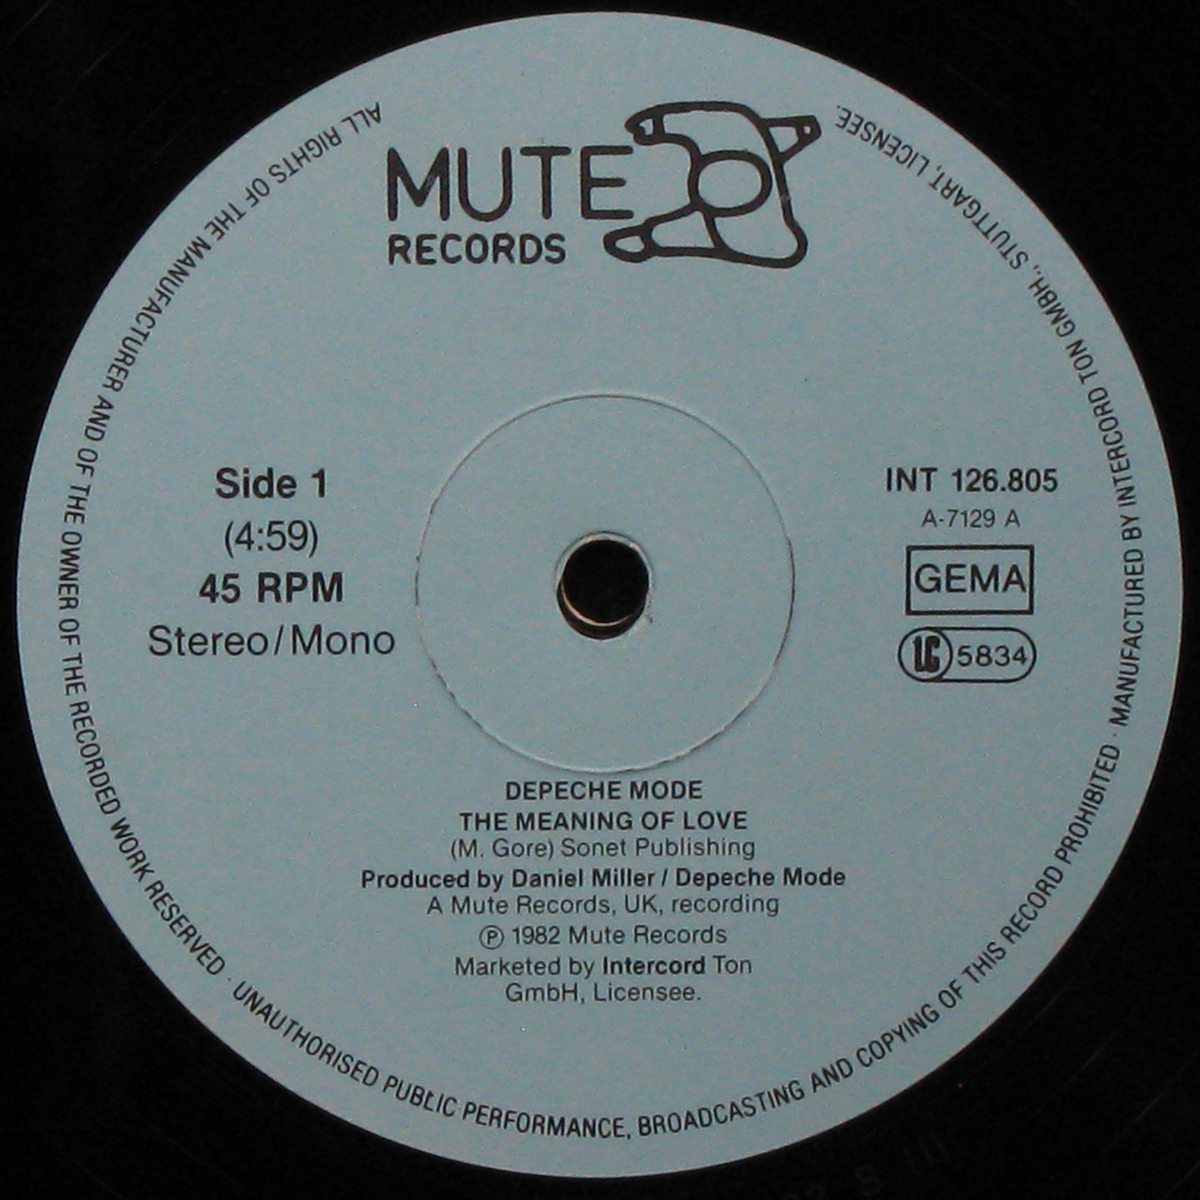 MUTE
RECORDS
Side 1
(4:59)
45 RPM
Stereo/Mono
INT 126.805
A-7129 A
GEMA
LC 5834
DEPECHE MODE
THE MEANING OF LOVE
(M. Gore) Sonet Publishing
Produced by Daniel Miller / Depeche Mode
A Mute Records, UK, recording
Ⓟ 1982 Mute Records
Marketed by Intercord Ton
GmbH, Licensee.
ALL RIGHTS OF THE MANUFACTURER AND OF THE OWNER OF THE RECORDED WORK RESERVED · UNAUTHORISED PUBLIC PERFORMANCE, BROADCASTING AND COPYING OF THIS RECORD PROHIBITED · MANUFACTURED BY INTERCORD TON GMBH., STUTTGART, LICENSEE.